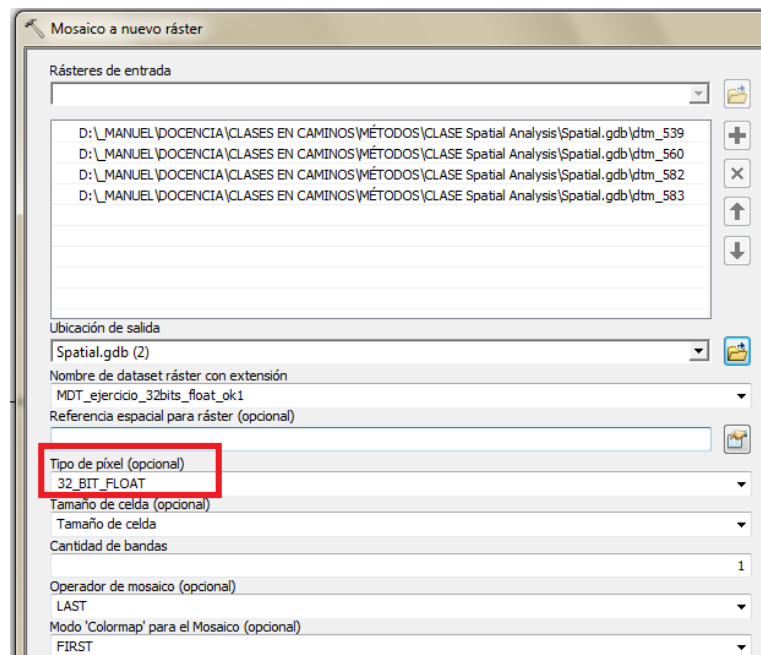 Mosaico a nuevo ráster
Rásteres de entrada
D:\_MANUEL\DOCENCIA\CLASES EN CAMINOS\MÉTODOS\CLASE Spatial Analysis\Spatial.gdb\dtm_539
D:\_MANUEL\DOCENCIA\CLASES EN CAMINOS\MÉTODOS\CLASE Spatial Analysis\Spatial.gdb\dtm_560
D:\_MANUEL\DOCENCIA\CLASES EN CAMINOS\MÉTODOS\CLASE Spatial Analysis\Spatial.gdb\dtm_582
D:\_MANUEL\DOCENCIA\CLASES EN CAMINOS\MÉTODOS\CLASE Spatial Analysis\Spatial.gdb\dtm_583
Ubicación de salida
Spatial.gdb (2)
Nombre de dataset ráster con extensión
MDT_ejercicio_32bits_float_ok1
Referencia espacial para ráster (opcional)
Tipo de píxel (opcional)
32_BIT_FLOAT
Tamaño de celda (opcional)
Tamaño de celda
Cantidad de bandas
1
Operador de mosaico (opcional)
LAST
Modo 'Colormap' para el Mosaico (opcional)
FIRST